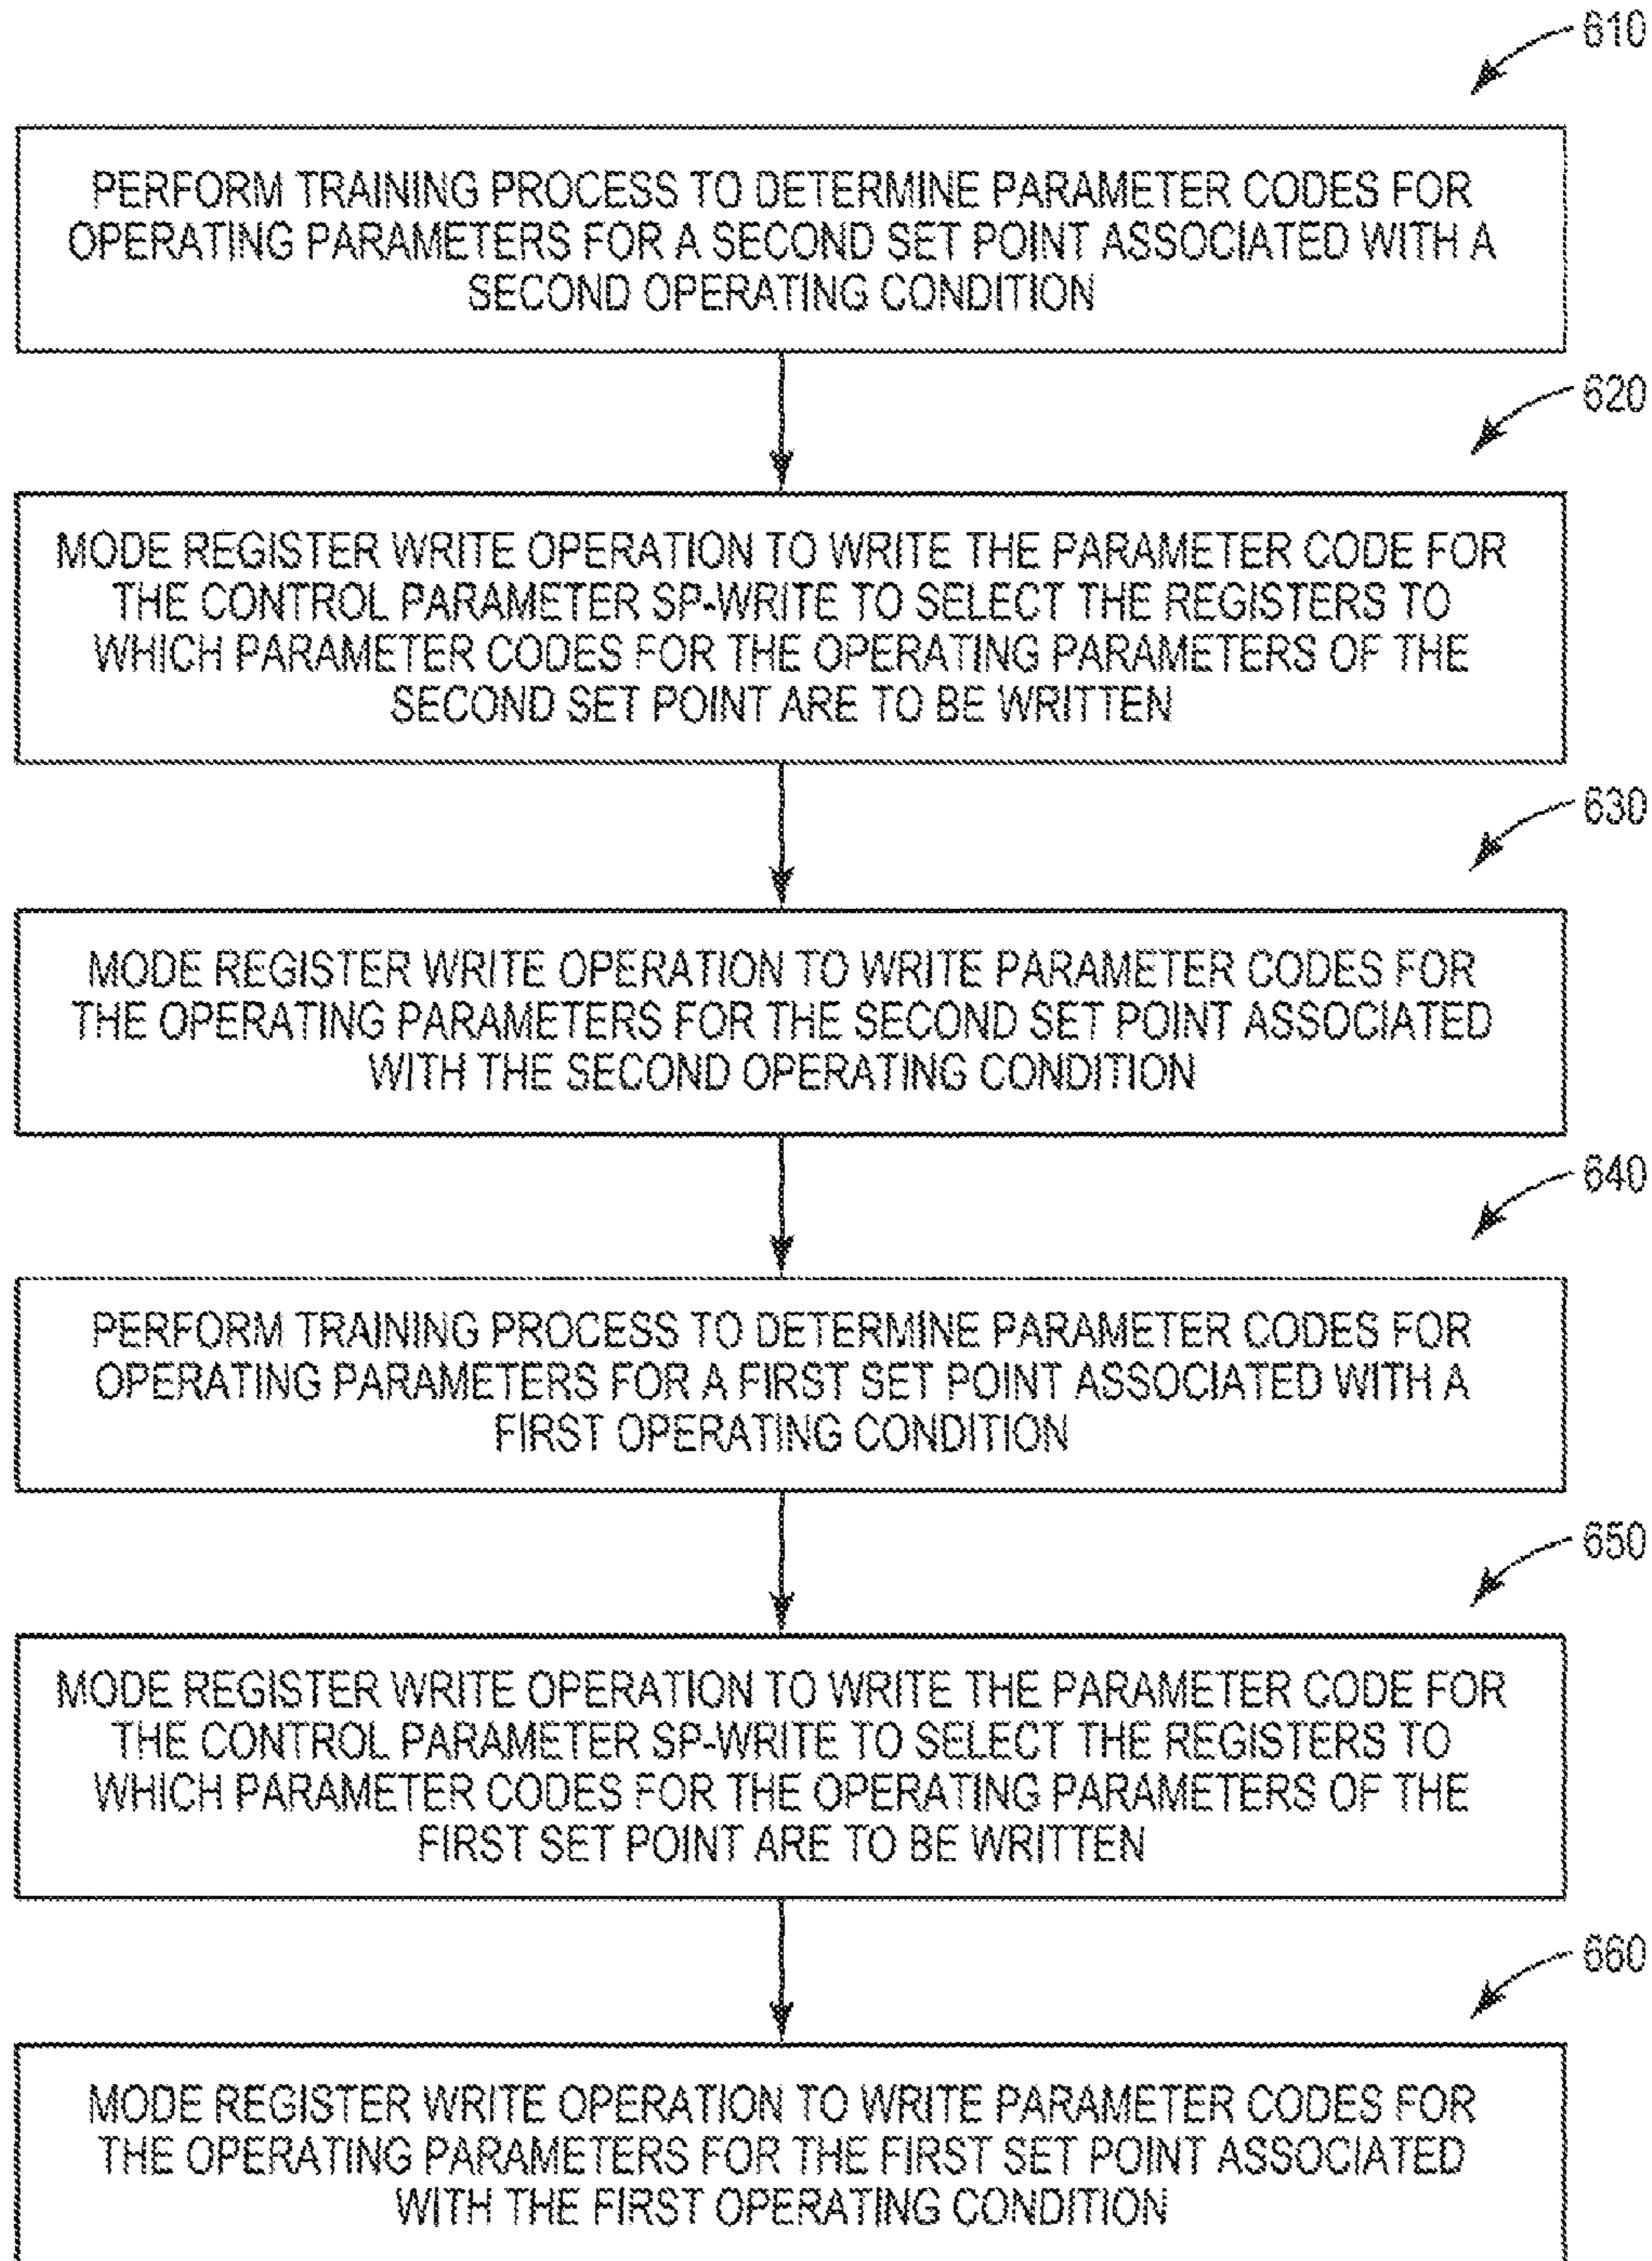 610
PERFORM TRAINING PROCESS TO DETERMINE PARAMETER CODES FOR
OPERATING PARAMETERS FOR A SECOND SET POINT ASSOCIATED WITH A
SECOND OPERATING CONDITION
620
MODE REGISTER WRITE OPERATION TO WRITE THE PARAMETER CODE FOR
THE CONTROL PARAMETER SP-WRITE TO SELECT THE REGISTERS TO
WHICH PARAMETER CODES FOR THE OPERATING PARAMETERS OF THE
SECOND SET POINT ARE TO BE WRITTEN
630
MODE REGISTER WRITE OPERATION TO WRITE PARAMETER CODES FOR
THE OPERATING PARAMETERS FOR THE SECOND SET POINT ASSOCIATED
WITH THE SECOND OPERATING CONDITION
640
PERFORM TRAINING PROCESS TO DETERMINE PARAMETER CODES FOR
OPERATING PARAMETERS FOR A FIRST SET POINT ASSOCIATED WITH A
FIRST OPERATING CONDITION
650
MODE REGISTER WRITE OPERATION TO WRITE THE PARAMETER CODE FOR
THE CONTROL PARAMETER SP-WRITE TO SELECT THE REGISTERS TO
WHICH PARAMETER CODES FOR THE OPERATING PARAMETERS OF THE
FIRST SET POINT ARE TO BE WRITTEN
660
MODE REGISTER WRITE OPERATION TO WRITE PARAMETER CODES FOR
THE OPERATING PARAMETERS FOR THE FIRST SET POINT ASSOCIATED
WITH THE FIRST OPERATING CONDITION